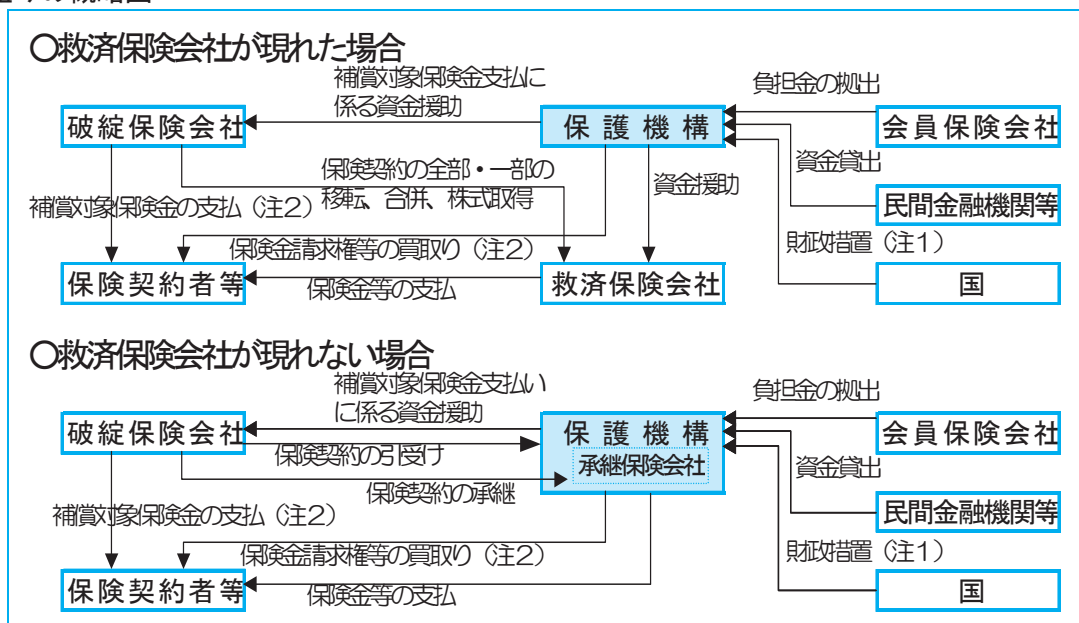 〇救済保険会社が現れた場合
補償対象保険金支払に
係る資金援助
負担金の拠出
破綻保険会社
保護機構
会員保険会社
保険契約の全部・一部の
移転、合併、株式取得
資金援助
資金貸出
補償対象保険金の支払（注2）
民間金融機関等
保険金請求権等の買取り（注2）
財政措置（注1）
保険契約者等
保険金等の支払
救済保険会社
国
〇救済保険会社が現れない場合
補償対象保険金支払い
に係る資金援助
負担金の拠出
破綻保険会社
保護機構
会員保険会社
保険契約の引受け
承継保険会社
資金貸出
保険契約の承継
補償対象保険金の支払（注2）
民間金融機関等
保険金請求権等の買取り（注2）
財政措置（注1）
保険契約者等
保険金等の支払
国